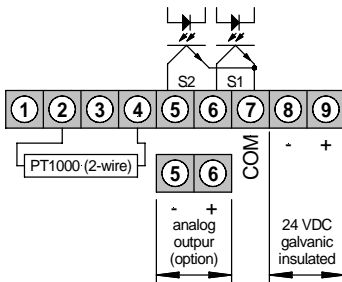 S2 S1
1 2 3 4 5 6 7 8 9
PT1000 (2-wire)
5 6
COM
- +
- +
analog
outpur
(option)
24 VDC
galvanic
insulated